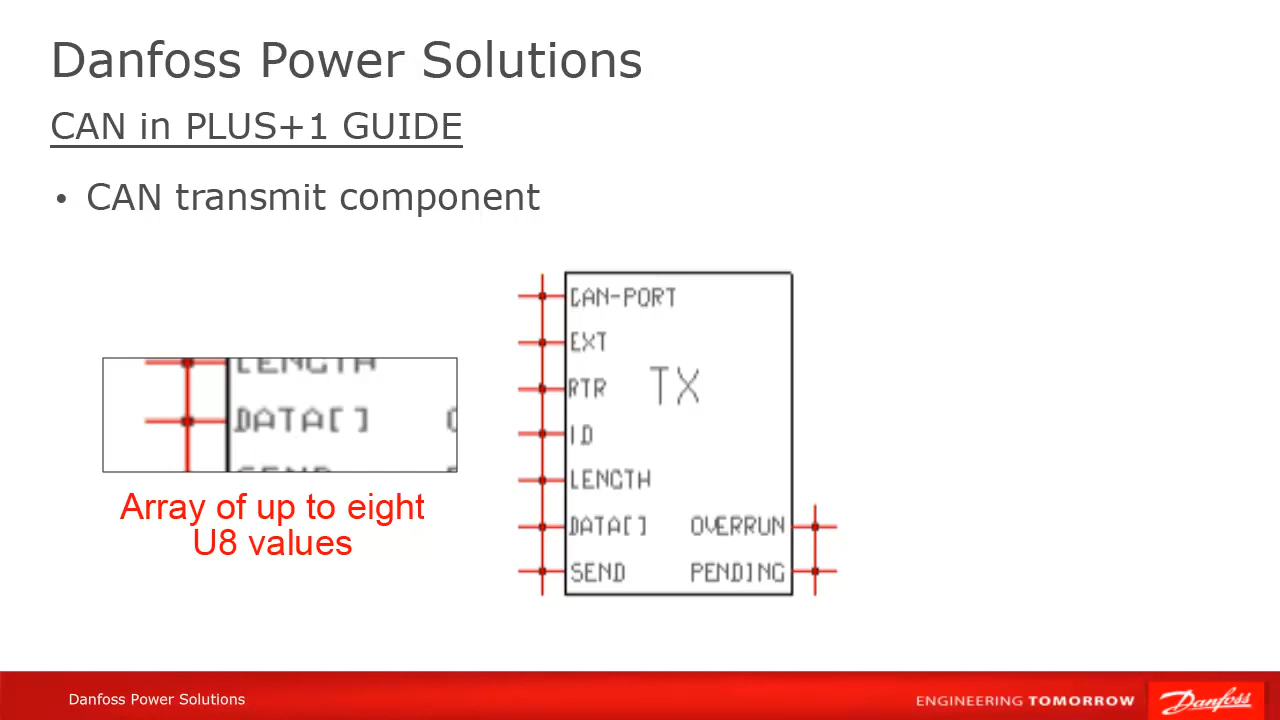 Danfoss Power Solutions
CAN in PLUS+1 GUIDE
• CAN transmit component
LENGTH
DATA[]
SEND
Array of up to eight
U8 values
CAN-PORT
EXT
RTR
TX
ID
LENGTH
DATA[] OVERRUN
SEND PENDING
Danfoss Power Solutions
ENGINEERING TOMORROW
Danfoss